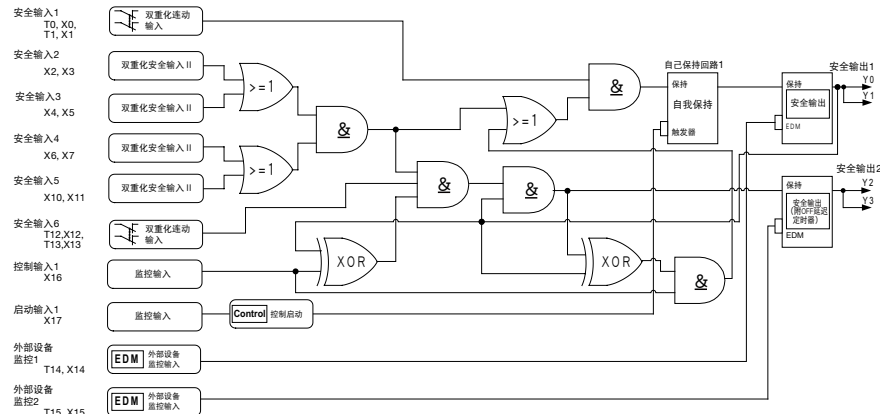 安全输入1
T0, X0,
T1, X1
双重化连动
输入
安全输入2
X2, X3
双重化安全输入Ⅱ
安全输入3
X4, X5
双重化安全输入Ⅱ
安全输入4
X6, X7
双重化安全输入Ⅱ
安全输入5
X10, X11
双重化安全输入Ⅱ
安全输入6
T12,X12,
T13,X13
双重化连动
输入
控制输入1
X16
监控输入
启动输入1
X17
监控输入
Control 控制启动
外部设备
监控1
T14, X14
EDM 外部设备
监控输入
外部设备
监控2
T15, X15
EDM 外部设备
监控输入
>=1
>=1
&
>=1
&
&
&
XOR
XOR
&
自己保持回路1
保持
自我保持
触发器
安全输出1
保持
安全输出
EDM
Y0
Y1
安全输出2
保持
安全输出
(附OFF延迟
定时器)
EDM
Y2
Y3